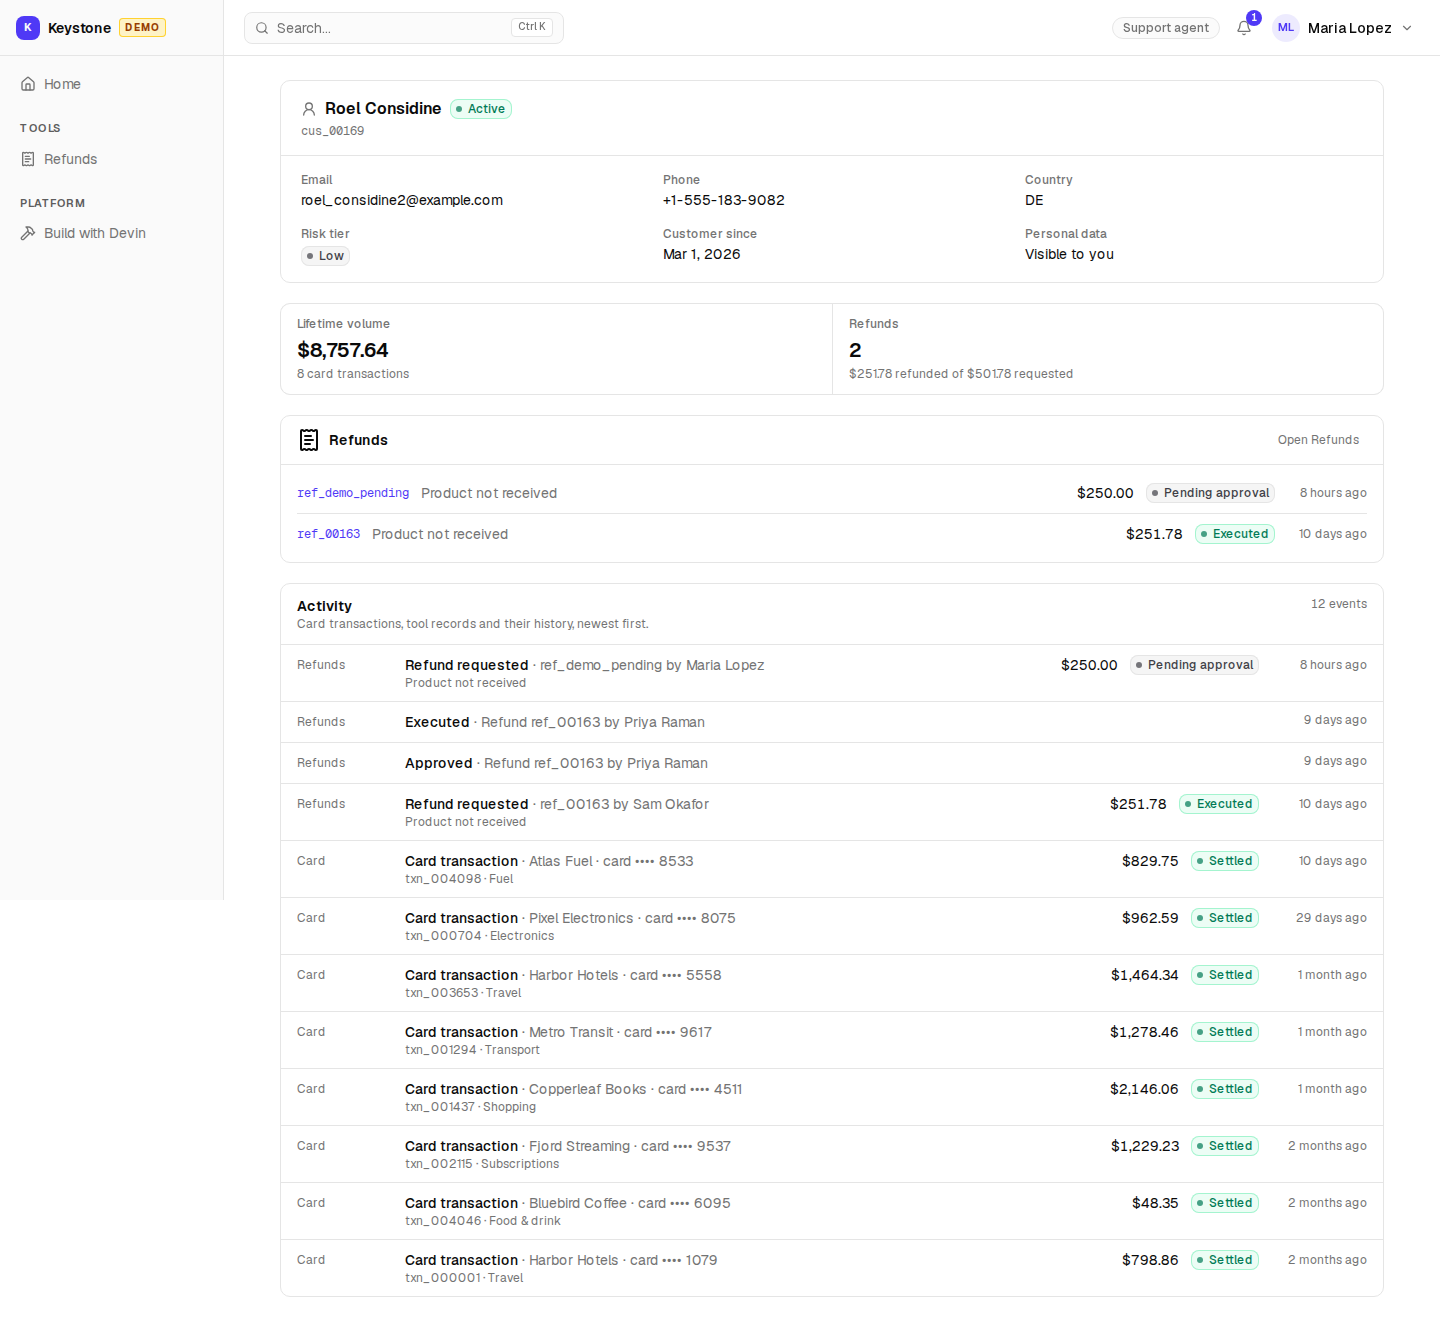 K Keystone DEMO
Search... Ctrl K
Support agent 1 ML Maria Lopez
Home
TOOLS
Refunds
PLATFORM
Build with Devin
Roel Considine Active
cus_00169
Email Phone Country
roel_considine2@example.com +1-555-183-9082 DE
Risk tier Customer since Personal data
Low Mar 1, 2026 Visible to you
Lifetime volume
$8,757.64
8 card transactions
Refunds
2
$251.78 refunded of $501.78 requested
Refunds Open Refunds
ref_demo_pending Product not received $250.00 Pending approval 8 hours ago
ref_00163 Product not received $251.78 Executed 10 days ago
Activity 12 events
Card transactions, tool records and their history, newest first.
Refunds Refund requested · ref_demo_pending by Maria Lopez $250.00 Pending approval 8 hours ago
Product not received
Refunds Executed · Refund ref_00163 by Priya Raman 9 days ago
Refunds Approved · Refund ref_00163 by Priya Raman 9 days ago
Refunds Refund requested · ref_00163 by Sam Okafor $251.78 Executed 10 days ago
Product not received
Card Card transaction · Atlas Fuel · card •••• 8533 $829.75 Settled 10 days ago
txn_004098 · Fuel
Card Card transaction · Pixel Electronics · card •••• 8075 $962.59 Settled 29 days ago
txn_000704 · Electronics
Card Card transaction · Harbor Hotels · card •••• 5558 $1,464.34 Settled 1 month ago
txn_003653 · Travel
Card Card transaction · Metro Transit · card •••• 9617 $1,278.46 Settled 1 month ago
txn_001294 · Transport
Card Card transaction · Copperleaf Books · card •••• 4511 $2,146.06 Settled 1 month ago
txn_001437 · Shopping
Card Card transaction · Fjord Streaming · card •••• 9537 $1,229.23 Settled 2 months ago
txn_002115 · Subscriptions
Card Card transaction · Bluebird Coffee · card •••• 6095 $48.35 Settled 2 months ago
txn_004046 · Food & drink
Card Card transaction · Harbor Hotels · card •••• 1079 $798.86 Settled 2 months ago
txn_000001 · Travel